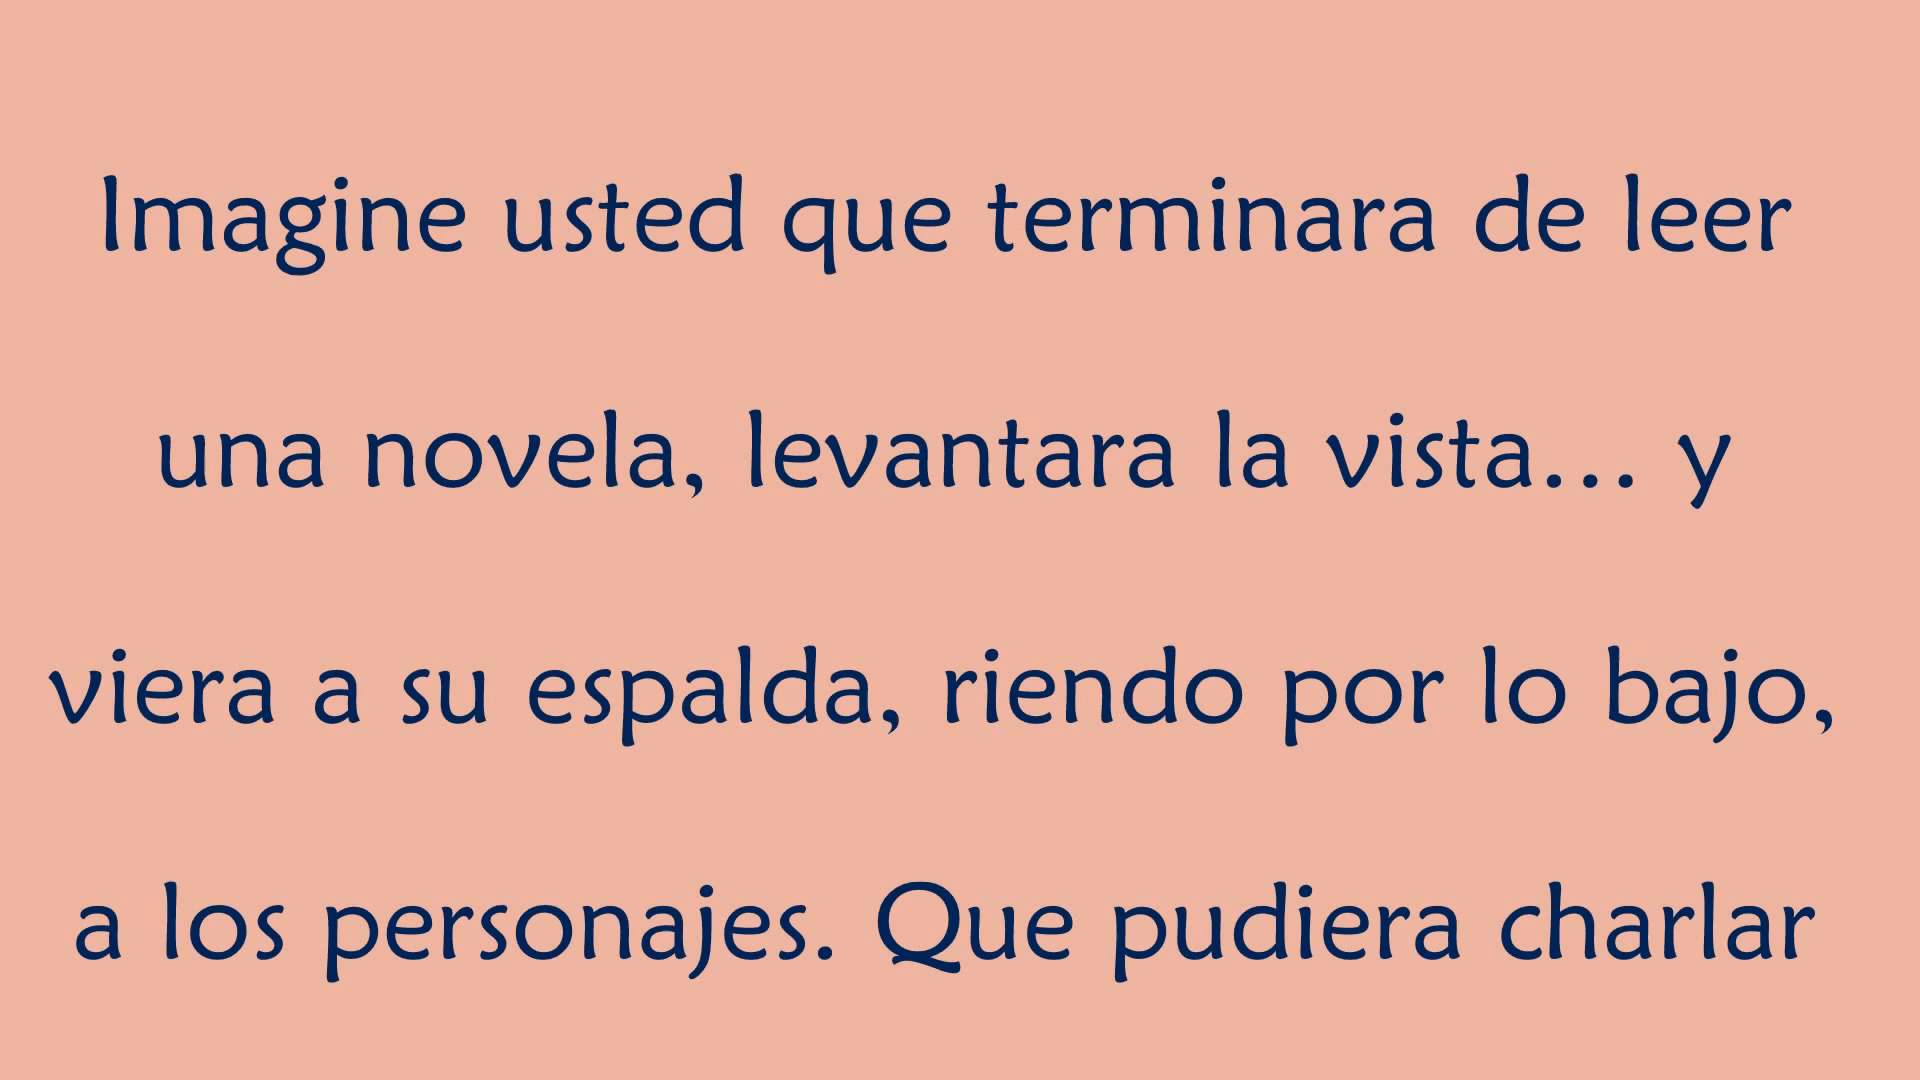 Imagine usted que terminara de leer
una novela, levantara la vista... y
viera a su espalda, riendo por lo bajo,
a los personajes. Que pudiera charlar